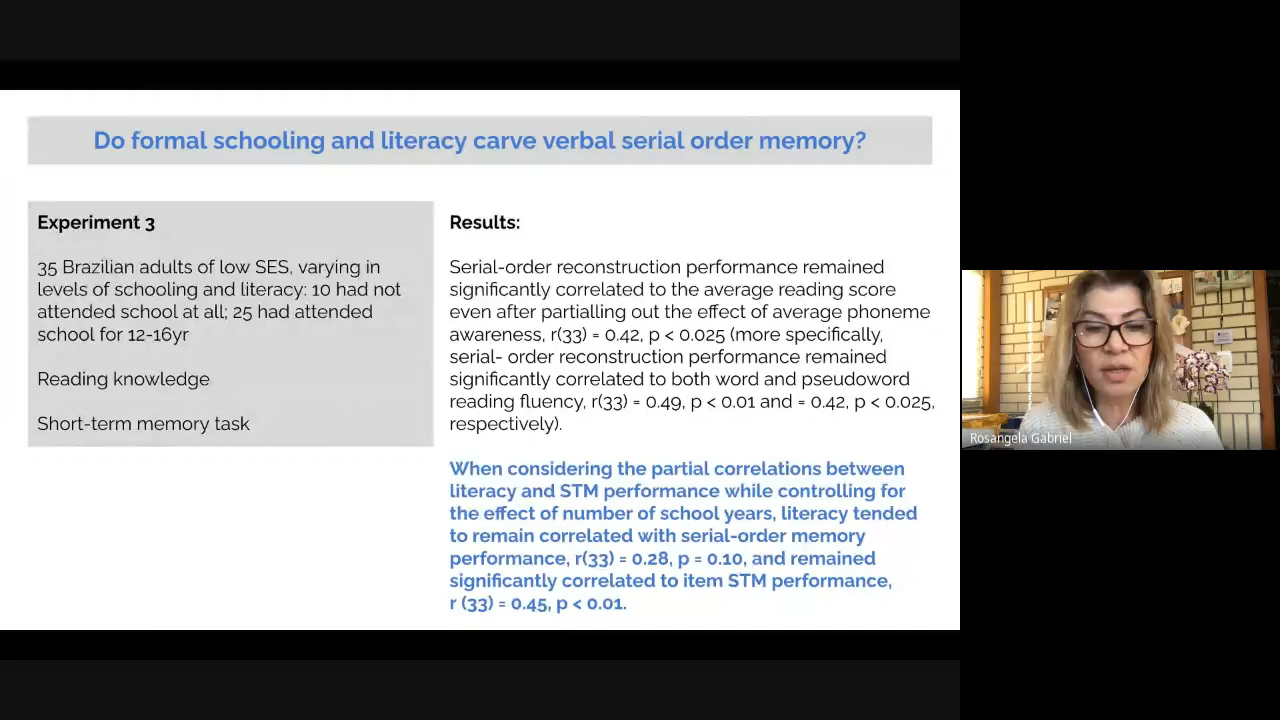 Do formal schooling and literacy carve verbal serial order memory?
Experiment 3
35 Brazilian adults of low SES, varying in
levels of schooling and literacy: 10 had not
attended school at all; 25 had attended
school for 12-16yr
Reading knowledge
Short-term memory task
Results:
Serial-order reconstruction performance remained
significantly correlated to the average reading score
even after partialling out the effect of average phoneme
awareness, r(33) = 0.42, p < 0.025 (more specifically,
serial- order reconstruction performance remained
significantly correlated to both word and pseudoword
reading fluency, r(33) = 0.49, p < 0.01 and = 0.42, p < 0.025,
respectively).
When considering the partial correlations between
literacy and STM performance while controlling for
the effect of number of school years, literacy tended
to remain correlated with serial-order memory
performance, r(33) = 0.28, p = 0.10, and remained
significantly correlated to item STM performance,
r (33) = 0.45, p < 0.01.
Rosangela Gabriel